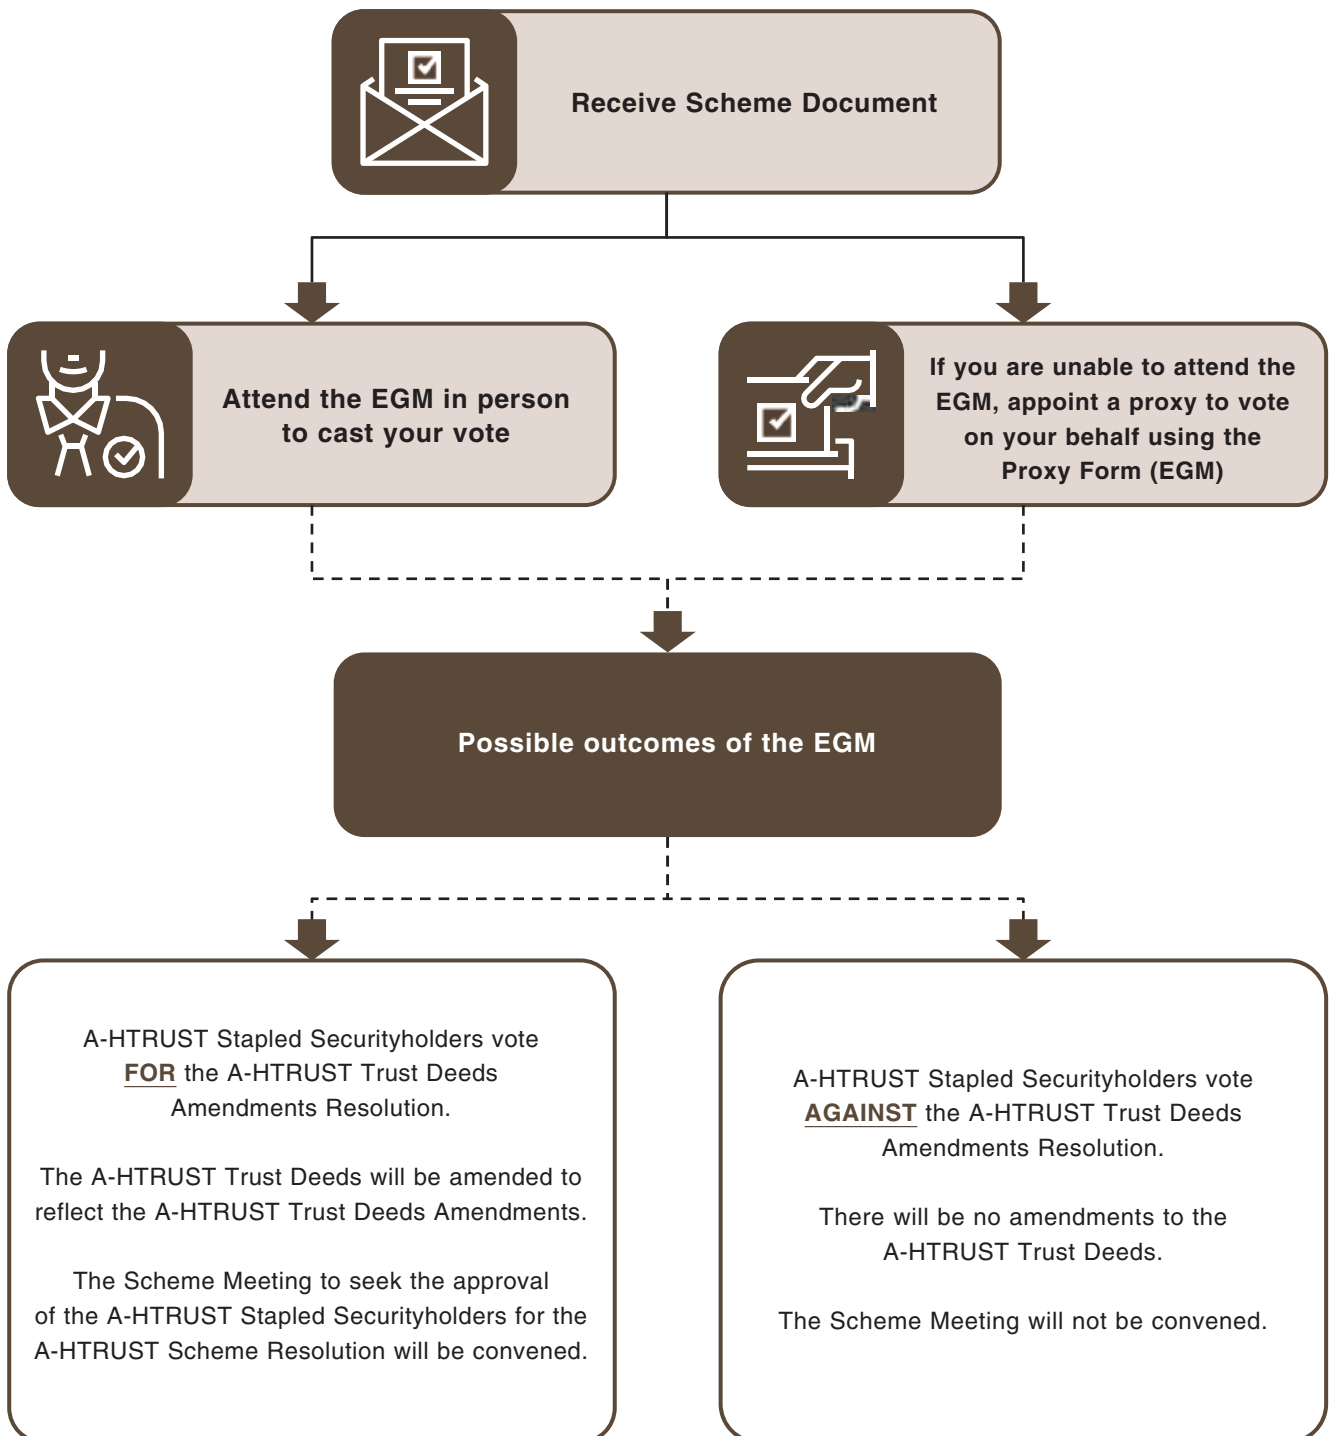 Receive Scheme Document
Attend the EGM in person
to cast your vote
If you are unable to attend the
EGM, appoint a proxy to vote
on your behalf using the
Proxy Form (EGM)
Possible outcomes of the EGM
A-HTRUST Stapled Securityholders vote
FOR the A-HTRUST Trust Deeds
Amendments Resolution.
The A-HTRUST Trust Deeds will be amended to
reflect the A-HTRUST Trust Deeds Amendments.
The Scheme Meeting to seek the approval
of the A-HTRUST Stapled Securityholders for the
A-HTRUST Scheme Resolution will be convened.
A-HTRUST Stapled Securityholders vote
AGAINST the A-HTRUST Trust Deeds
Amendments Resolution.
There will be no amendments to the
A-HTRUST Trust Deeds.
The Scheme Meeting will not be convened.